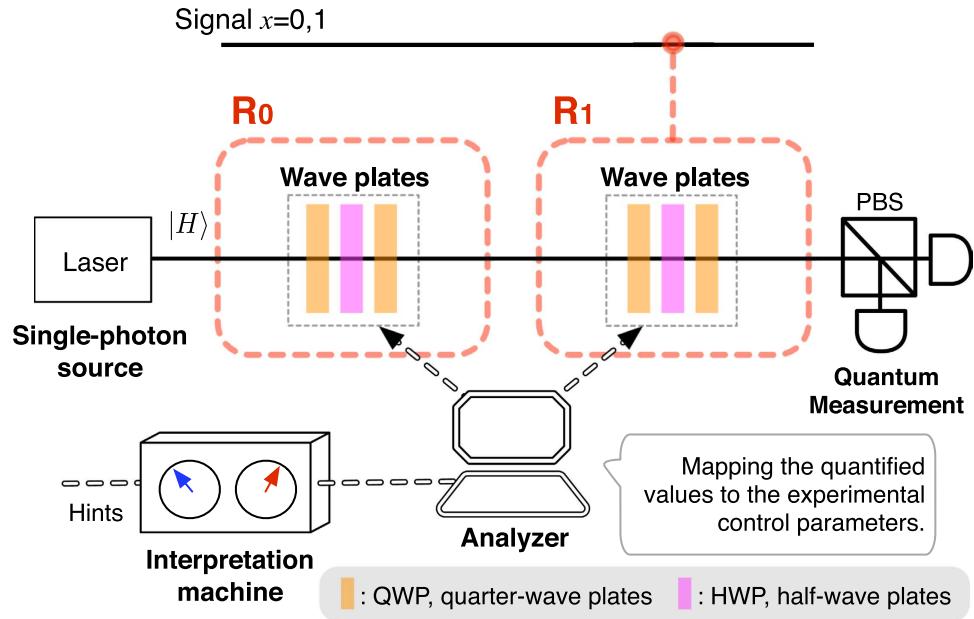 Signal x=0,1
R0
R1
Wave plates
Wave plates
PBS
|H⟩
Laser
Single-photon
source
Quantum
Measurement
Mapping the quantified
values to the experimental
control parameters.
Hints
Analyzer
Interpretation
machine
: QWP, quarter-wave plates
: HWP, half-wave plates